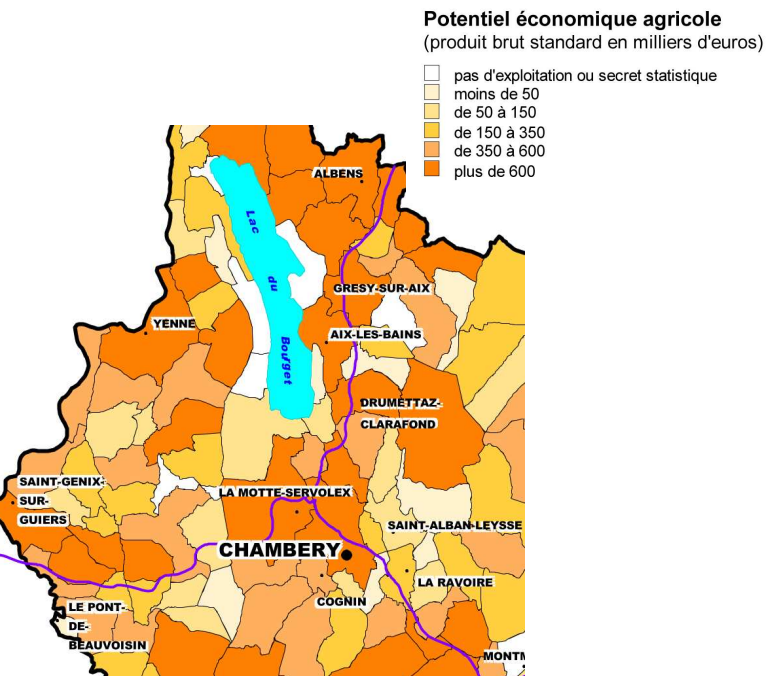 Potentiel économique agricole
(produit brut standard en milliers d'euros)
pas d'exploitation ou secret statistique
moins de 50
de 50 à 150
de 150 à 350
de 350 à 600
plus de 600
ALBENS
Lac
du
Bourget
GRESY-SUR-AIX
YENNE
AIX-LES-BAINS
DRUMETTAZ-
CLARAFOND
SAINT-GENIX-
SUR-
GUIERS
LA MOTTE-SERVOLEX
SAINT-ALBAN-LEYSSE
CHAMBERY
LA RAVOIRE
COGNIN
LE PONT-
DE-
BEAUVOISIN
MONTM